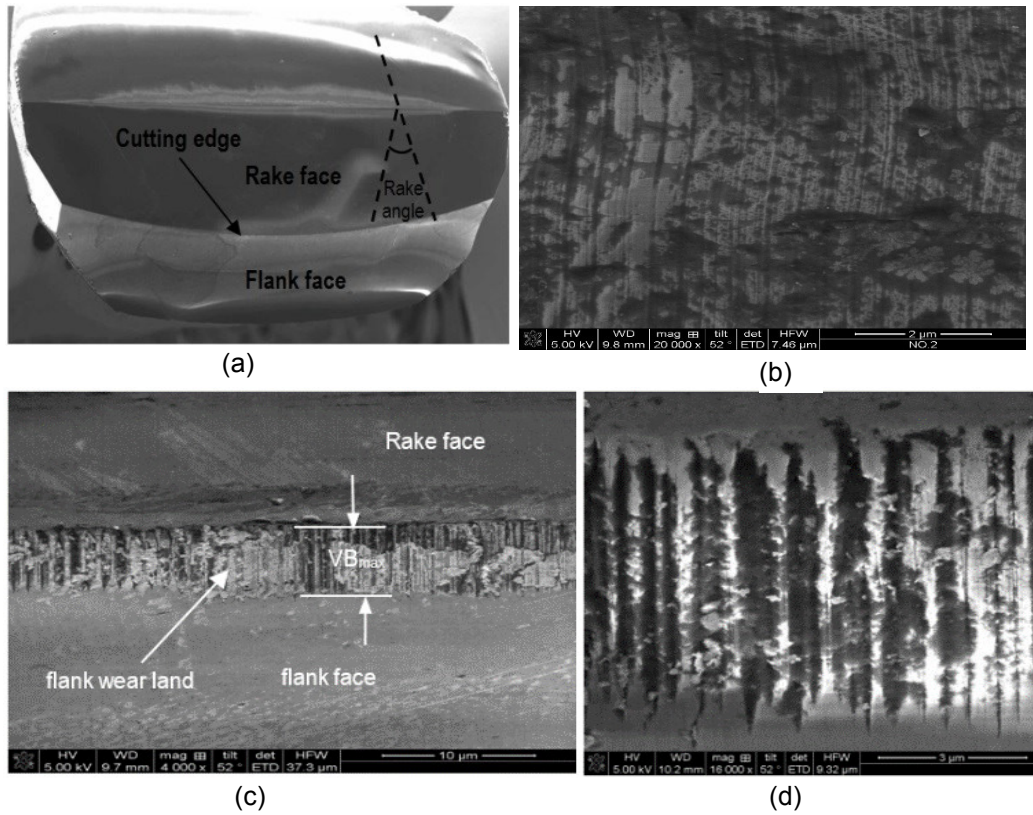 Cutting edge
Rake face
Rake
angle
Flank face
(a)
HV WD mag ⊞ tilt det HFW 2 µm
5.00 kV 9.8 mm 20 000 x 52 ° ETD 7.46 µm NO.2
(b)
Rake face
VBmax
flank wear land
flank face
HV WD mag ⊞ tilt det HFW 10 µm
5.00 kV 9.7 mm 4 000 x 52 ° ETD 37.3 µm
(c)
HV WD mag ⊞ tilt det HFW 3 µm
5.00 kV 10.2 mm 16 000 x 52 ° ETD 9.32 µm
(d)